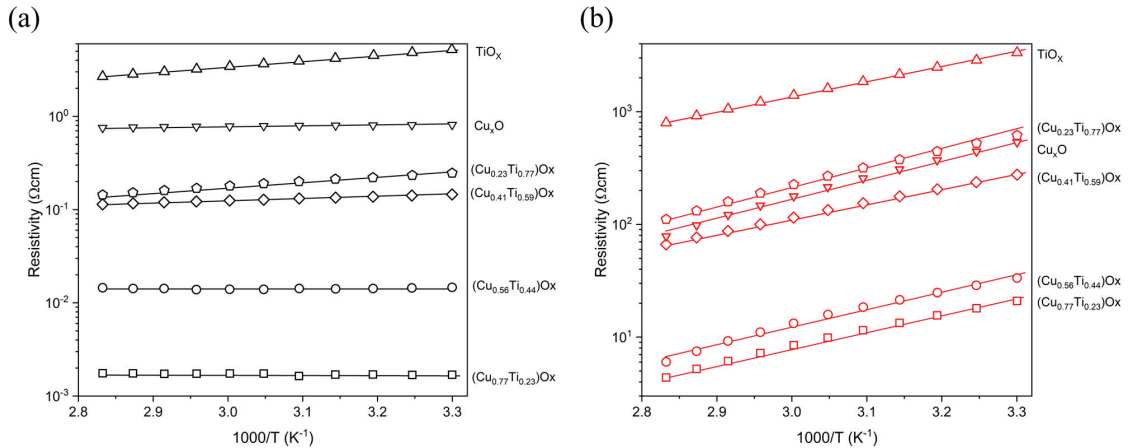 (a)
Resistivity (Ωcm)
10⁰
10⁻¹
10⁻²
10⁻³
TiOₓ
CuₓO
(Cu₀.₂₃Ti₀.₇₇)Ox
(Cu₀.₄₁Ti₀.₅₉)Ox
(Cu₀.₅₆Ti₀.₄₄)Ox
(Cu₀.₇₇Ti₀.₂₃)Ox
2.8 2.9 3.0 3.1 3.2 3.3
1000/T (K⁻¹)
(b)
Resistivity (Ωcm)
10³
10²
10¹
TiOₓ
(Cu₀.₂₃Ti₀.₇₇)Ox
CuₓO
(Cu₀.₄₁Ti₀.₅₉)Ox
(Cu₀.₅₆Ti₀.₄₄)Ox
(Cu₀.₇₇Ti₀.₂₃)Ox
2.8 2.9 3.0 3.1 3.2 3.3
1000/T (K⁻¹)